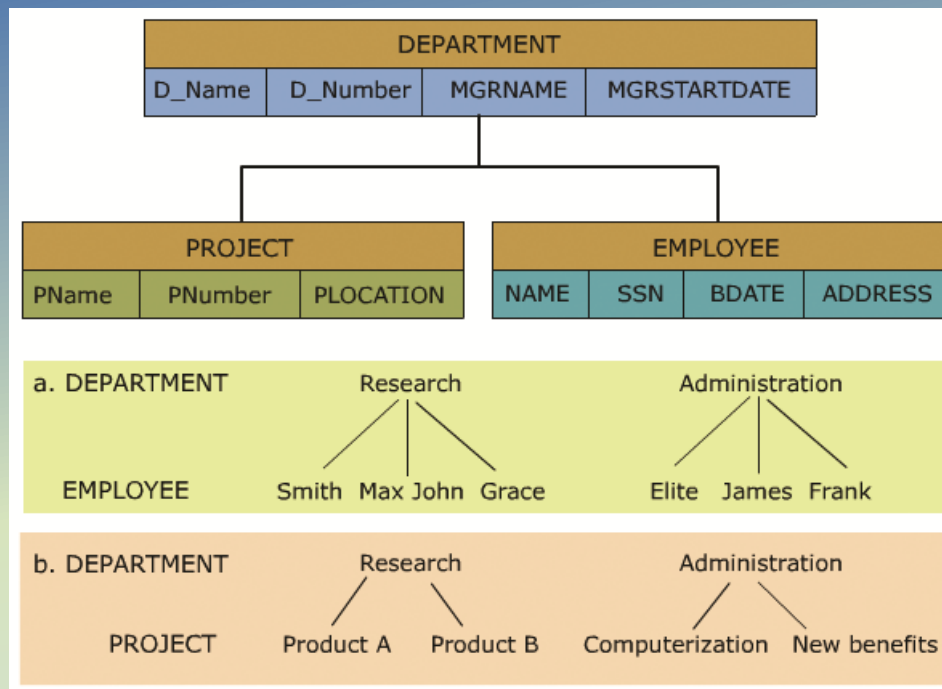 DEPARTMENT
D_Name D_Number MGRNAME MGRSTARTDATE
PROJECT EMPLOYEE
PName PNumber PLOCATION NAME SSN BDATE ADDRESS
a. DEPARTMENT Research Administration
EMPLOYEE Smith Max John Grace Elite James Frank
b. DEPARTMENT Research Administration
PROJECT Product A Product B Computerization New benefits